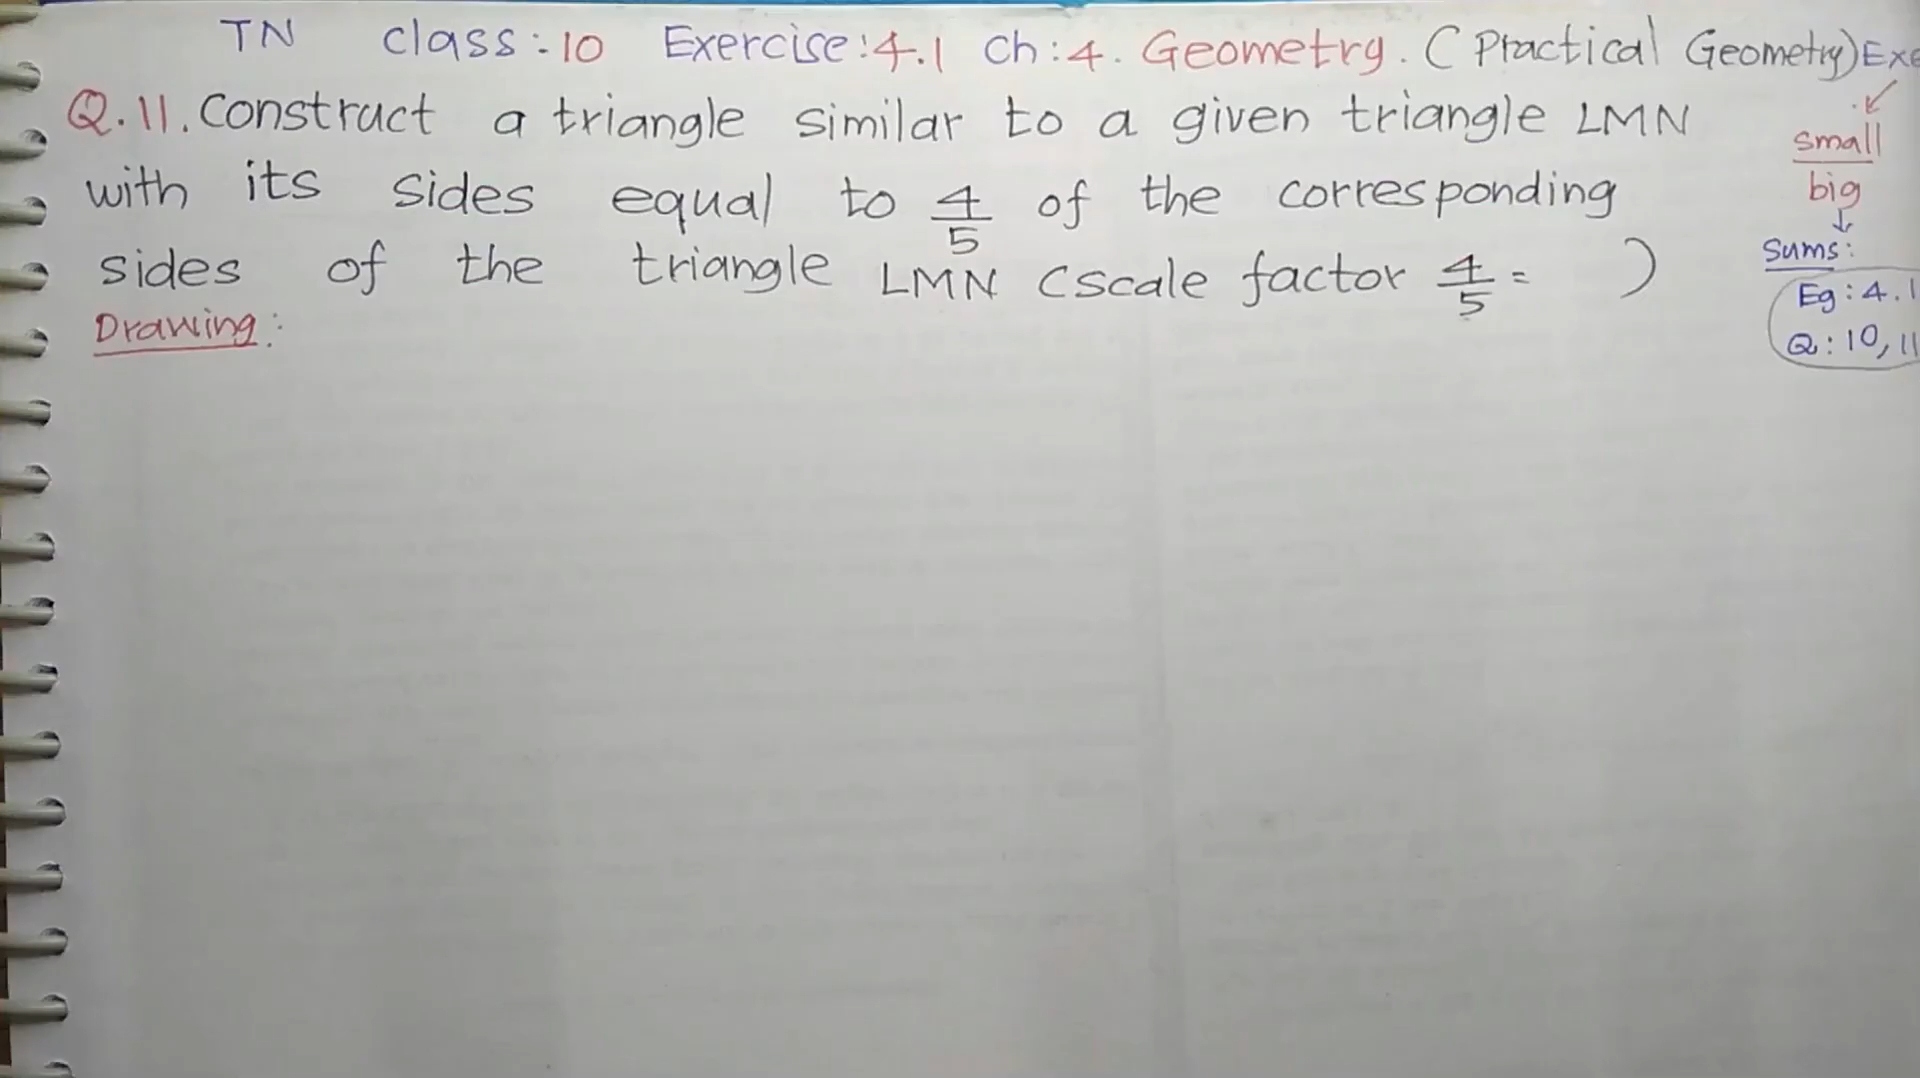 TN class:10 Exercise:4.1 Ch:4. Geometry. (Practical Geometry)
Q.11. Construct a triangle similar to a given triangle LMN
with its sides equal to 4/5 of the corresponding
sides of the triangle LMN (scale factor 4/5 = )
Drawing:
small
big
Sums:
Eg:4.1
Q:10, 11